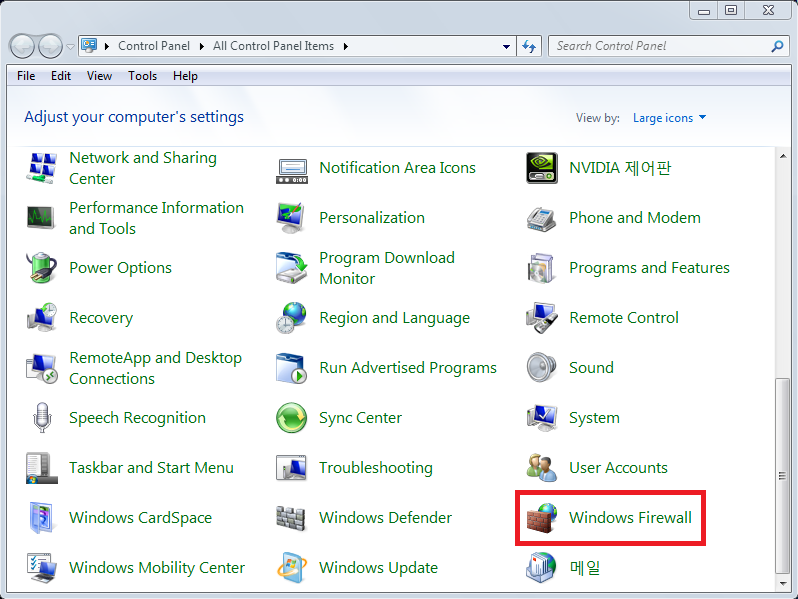 Control Panel All Control Panel Items
Search Control Panel
File Edit View Tools Help
Adjust your computer's settings
View by: Large icons
Network and Sharing
Center
Notification Area Icons
NVIDIA 제어판
Performance Information
and Tools
Personalization
Phone and Modem
Power Options
Program Download
Monitor
Programs and Features
Recovery
Region and Language
Remote Control
RemoteApp and Desktop
Connections
Run Advertised Programs
Sound
Speech Recognition
Sync Center
System
Taskbar and Start Menu
Troubleshooting
User Accounts
Windows CardSpace
Windows Defender
Windows Firewall
Windows Mobility Center
Windows Update
메일